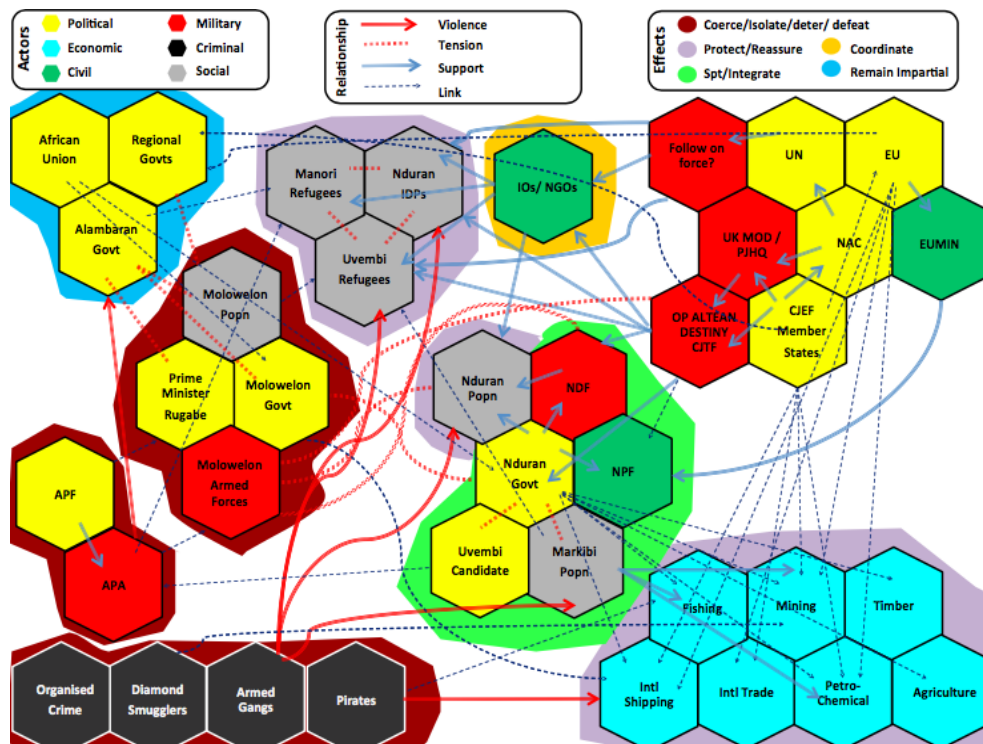 Actors
Political
Military
Economic
Criminal
Civil
Social
Relationship
Violence
Tension
Support
Link
Effects
Coerce/Isolate/deter/ defeat
Protect/Reassure
Coordinate
Spt/Integrate
Remain Impartial
African
Union
Regional
Govts
Alambaran
Govt
Manori
Refugees
Nduran
IDPs
Uvembi
Refugees
IOs/ NGOs
Follow on
force?
UN
EU
UK MOD /
PJHQ
NAC
EUMIN
OP ALTEAN
DESTINY
CJTF
CJEF
Member
States
Molowelon
Popn
Prime
Minister
Rugabe
Molowelon
Govt
Molowelon
Armed
Forces
Nduran
Popn
NDF
Nduran
Govt
NPF
Uvembi
Candidate
Markibi
Popn
APF
APA
Fishing
Mining
Timber
Intl
Shipping
Intl Trade
Petro-
Chemical
Agriculture
Organised
Crime
Diamond
Smugglers
Armed
Gangs
Pirates